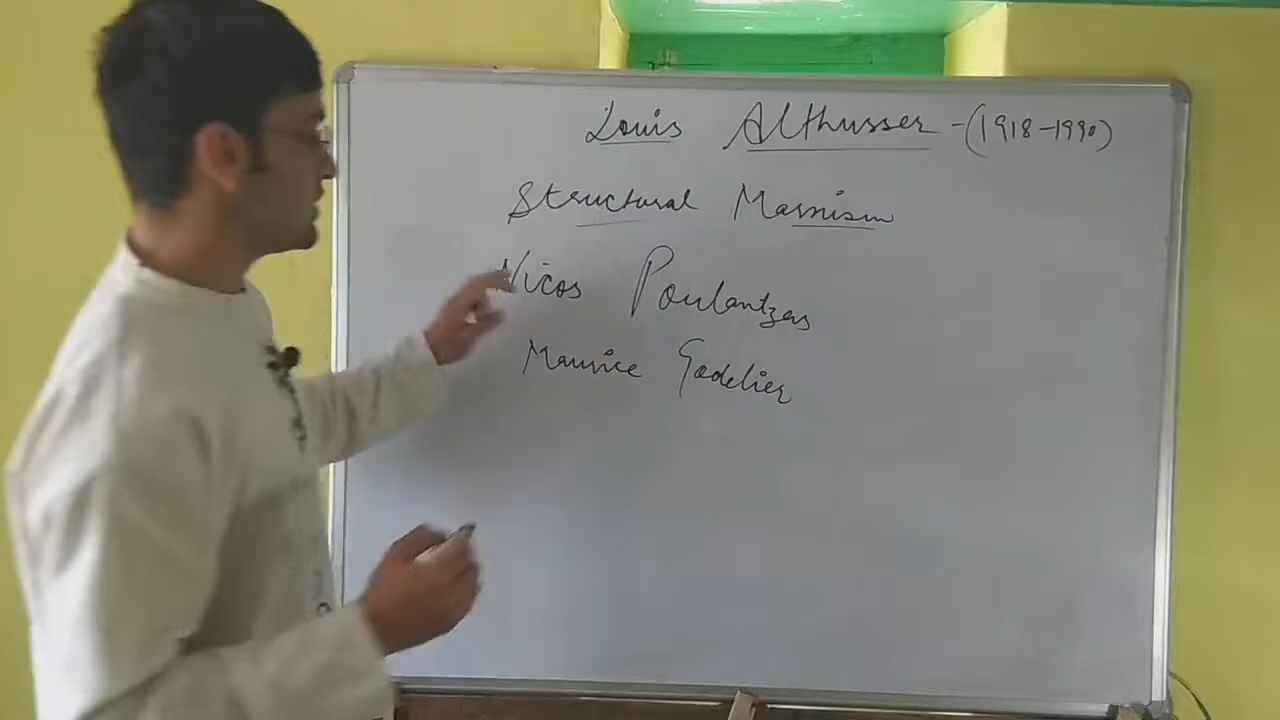 Louis Althusser - (1918-1990)
Structural Marxism
Nicos Poulantzas
Maurice Godelier